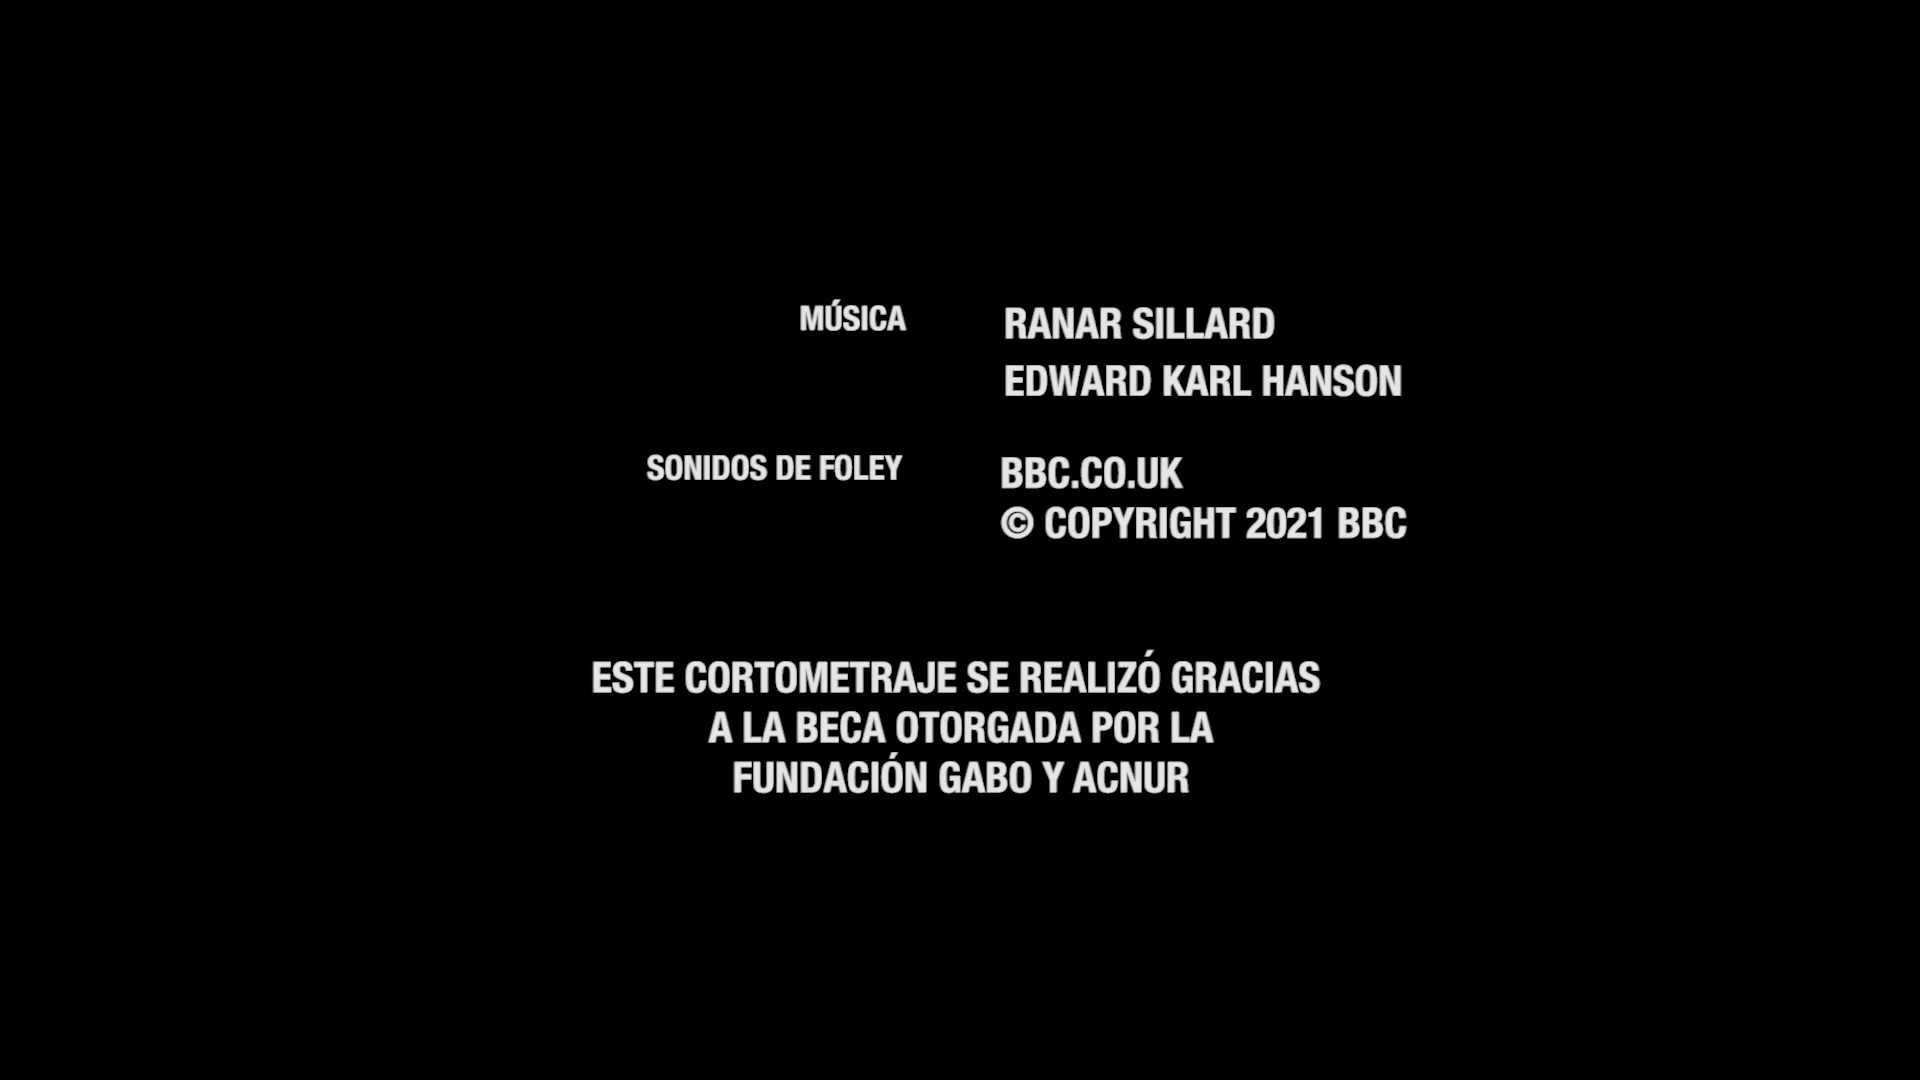 MÚSICA RANAR SILLARD
EDWARD KARL HANSON
SONIDOS DE FOLEY BBC.CO.UK
© COPYRIGHT 2021 BBC
ESTE CORTOMETRAJE SE REALIZÓ GRACIAS
A LA BECA OTORGADA POR LA
FUNDACIÓN GABO Y ACNUR